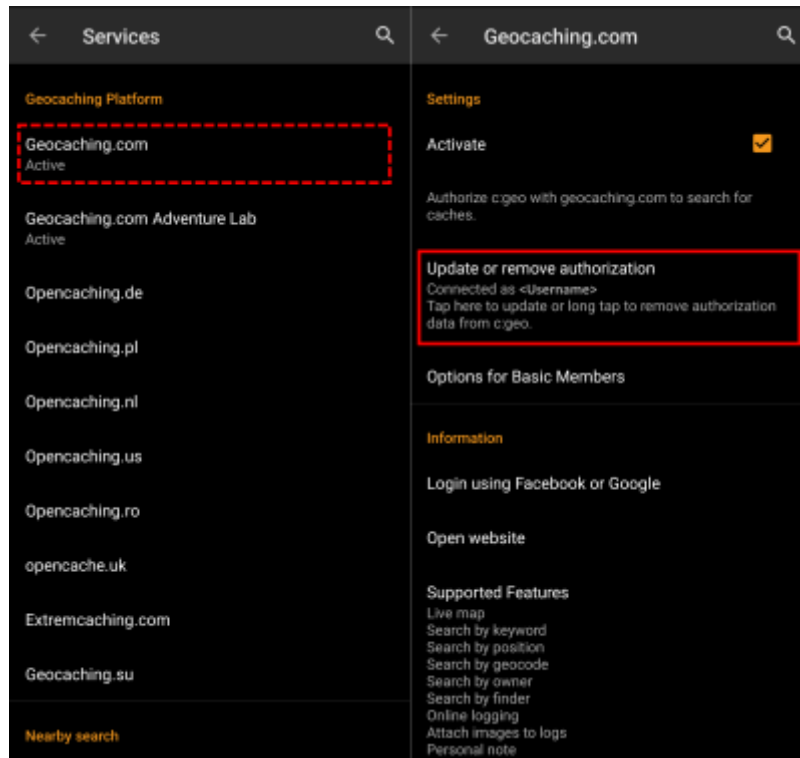 Services
Geocaching Platform
Geocaching.com
Active
Geocaching.com Adventure Lab
Active
Opencaching.de
Opencaching.pl
Opencaching.nl
Opencaching.us
Opencaching.ro
opencache.uk
Extremcaching.com
Geocaching.su
Nearby search
Geocaching.com
Settings
Activate
Authorize c:geo with geocaching.com to search for
caches.
Update or remove authorization
Connected as <Username>
Tap here to update or long tap to remove authorization
data from c:geo.
Options for Basic Members
Information
Login using Facebook or Google
Open website
Supported Features
Live map
Search by keyword
Search by position
Search by geocode
Search by owner
Search by finder
Online logging
Attach images to logs
Personal note